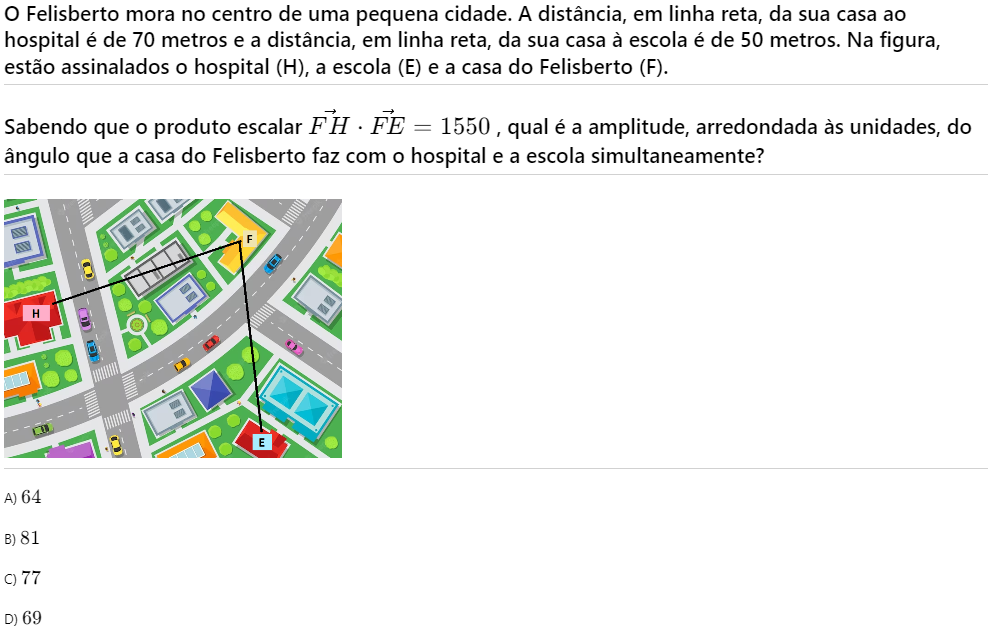 O Felisberto mora no centro de uma pequena cidade. A distância, em linha reta, da sua casa ao
hospital é de 70 metros e a distância, em linha reta, da sua casa à escola é de 50 metros. Na figura,
estão assinalados o hospital (H), a escola (E) e a casa do Felisberto (F).
Sabendo que o produto escalar $\vec{FH} \cdot \vec{FE} = 1550$ , qual é a amplitude, arredondada às unidades, do
ângulo que a casa do Felisberto faz com o hospital e a escola simultaneamente?
F
H
E
A) 64
B) 81
C) 77
D) 69